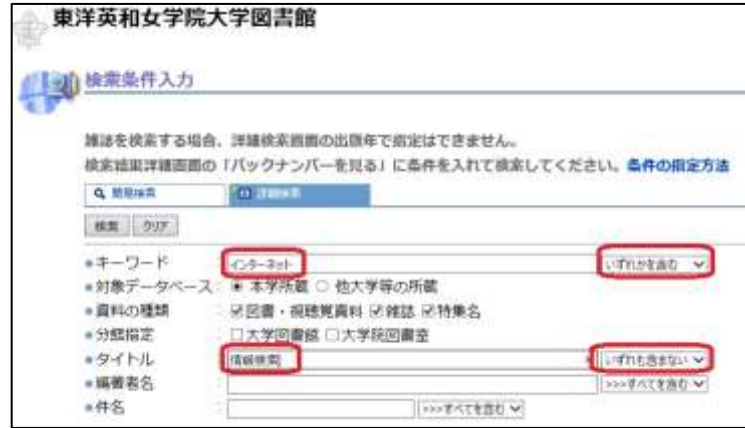 東洋英和女学院大学図書館
検索条件入力
雑誌を検索する場合、詳細検索画面の出版年で指定はできません。
検索結果詳細画面の「バックナンバーを見る」に条件を入れて検索してください。条件の指定方法
簡易検索 詳細検索
検索 クリア
キーワード : インターネット いずれかを含む
対象データベース : 本学所蔵 他大学等の所蔵
資料の種類 : 図書・視聴覚資料 雑誌 特集名
分館指定 : 大学図書館 大学院図書室
タイトル : 情報検索 いずれも含まない
編著者名 : >>>すべてを含む
件名 : >>>すべてを含む